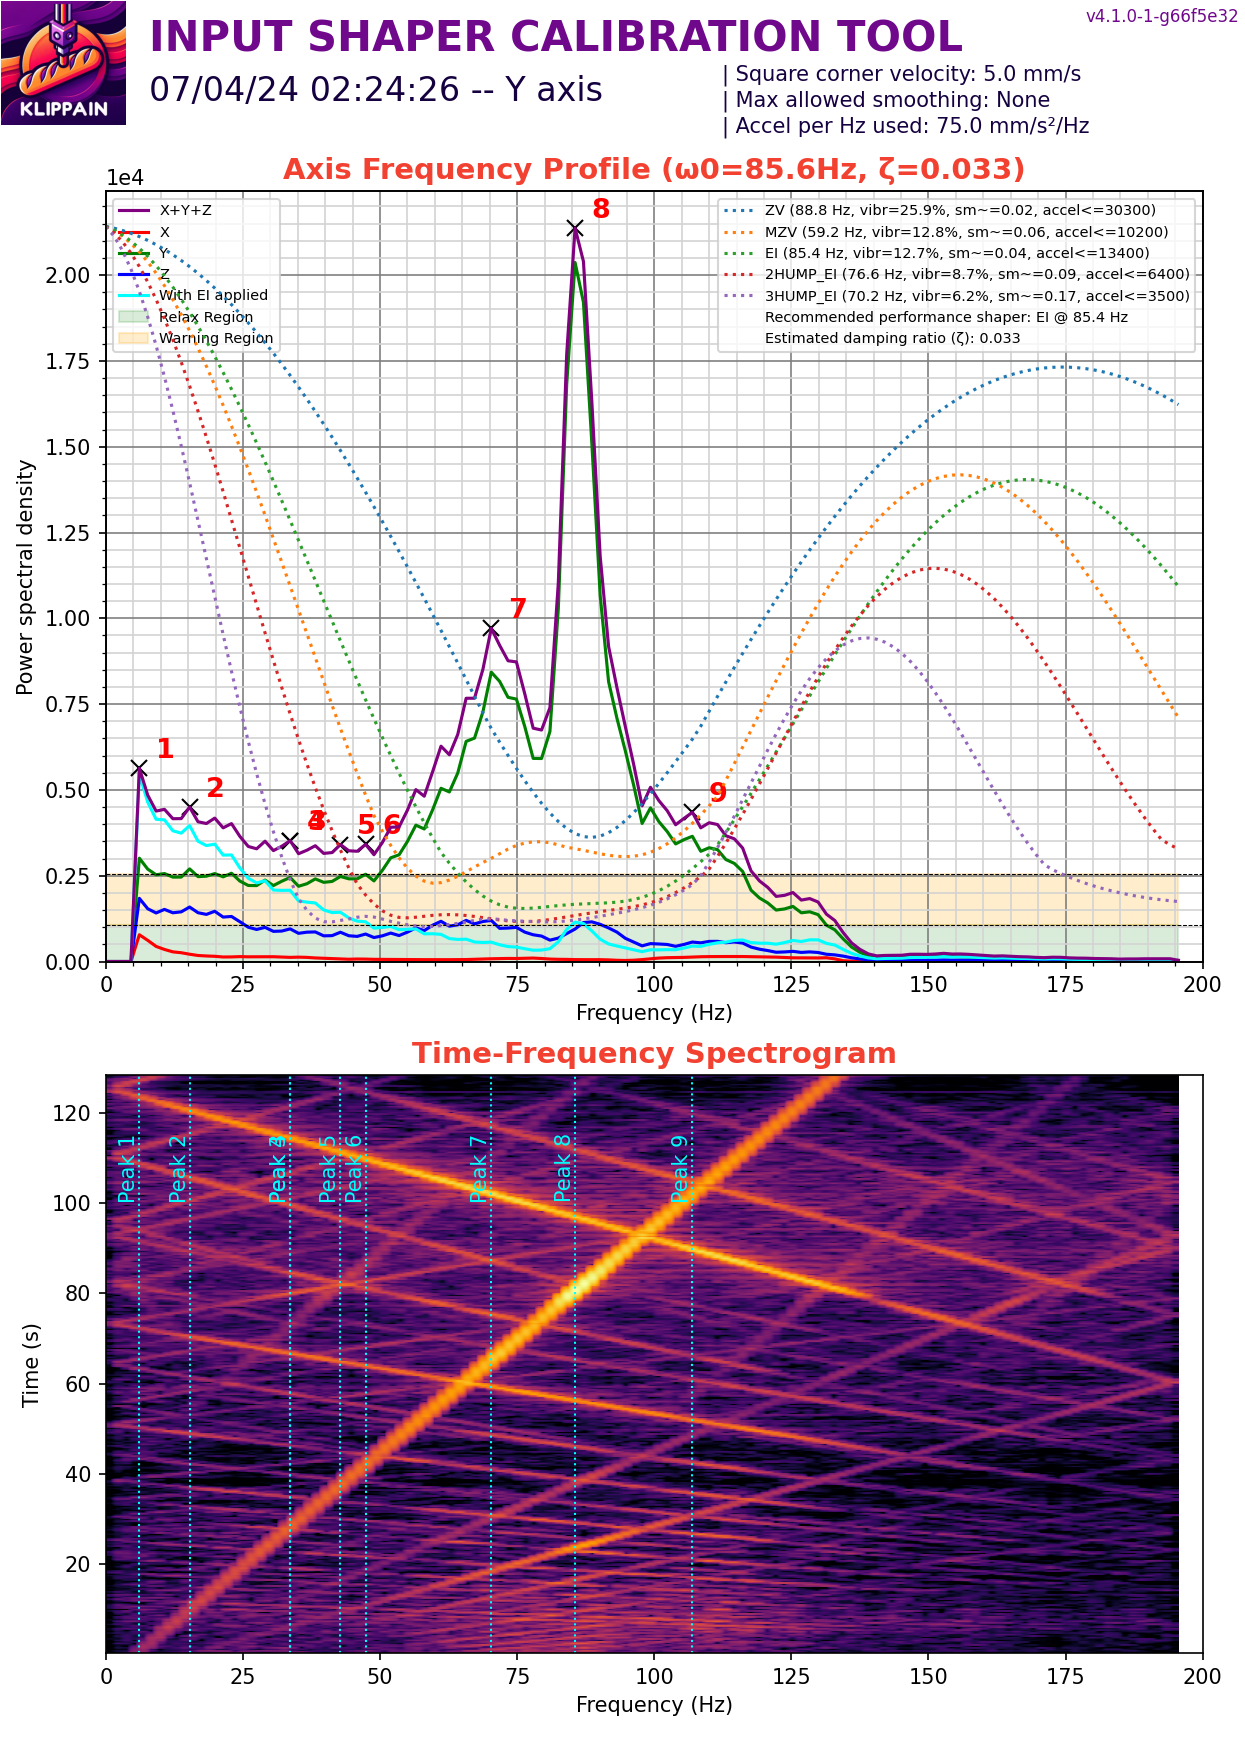 v4.1.0-1-g66f5e32
INPUT SHAPER CALIBRATION TOOL
07/04/24 02:24:26 -- Y axis
| Square corner velocity: 5.0 mm/s
| Max allowed smoothing: None
| Accel per Hz used: 75.0 mm/s²/Hz
KLIPPAIN
Axis Frequency Profile (ω0=85.6Hz, ζ=0.033)
1e4
X+Y+Z
X
Y
Z
With EI applied
Relax Region
Warning Region
ZV (88.8 Hz, vibr=25.9%, sm~=0.02, accel<=30300)
MZV (59.2 Hz, vibr=12.8%, sm~=0.06, accel<=10200)
EI (85.4 Hz, vibr=12.7%, sm~=0.04, accel<=13400)
2HUMP_EI (76.6 Hz, vibr=8.7%, sm~=0.09, accel<=6400)
3HUMP_EI (70.2 Hz, vibr=6.2%, sm~=0.17, accel<=3500)
Recommended performance shaper: EI @ 85.4 Hz
Estimated damping ratio (ζ): 0.033
Power spectral density
2.00
1.75
1.50
1.25
1.00
0.75
0.50
0.25
0.00
1
2
3
4
5
6
7
8
9
0 25 50 75 100 125 150 175 200
Frequency (Hz)
Time-Frequency Spectrogram
Time (s)
120
100
80
60
40
20
Peak 1
Peak 2
Peak 3
Peak 4
Peak 5
Peak 6
Peak 7
Peak 8
Peak 9
0 25 50 75 100 125 150 175 200
Frequency (Hz)